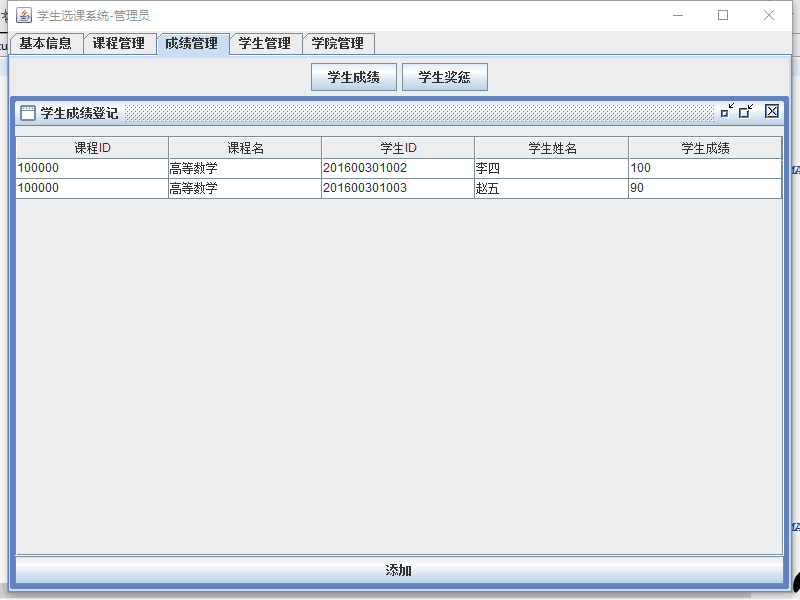 学生选课系统-管理员
基本信息 课程管理 成绩管理 学生管理 学院管理
学生成绩 学生奖惩
学生成绩登记
课程ID 课程名 学生ID 学生姓名 学生成绩
100000 高等数学 201600301002 李四 100
100000 高等数学 201600301003 赵五 90
添加